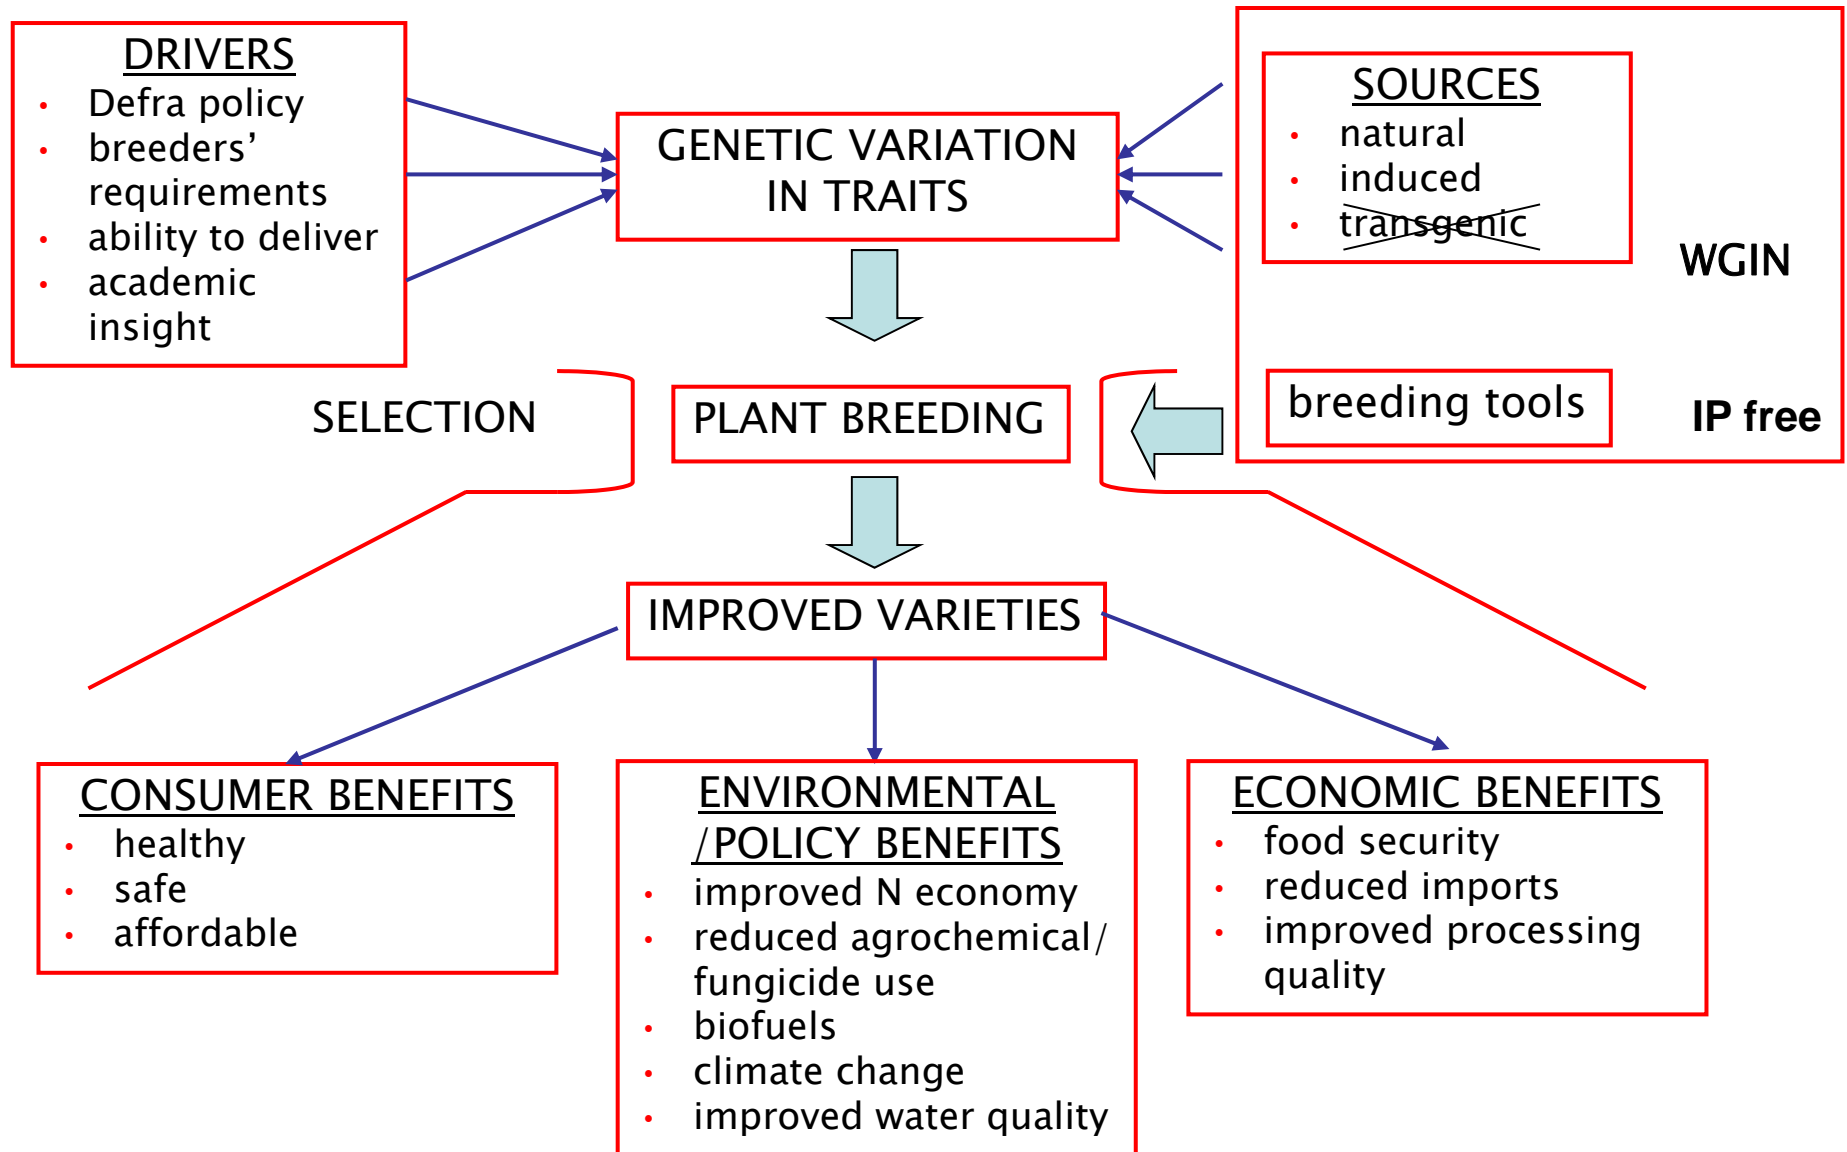 DRIVERS
• Defra policy
• breeders’
requirements
• ability to deliver
• academic
insight
GENETIC VARIATION
IN TRAITS
SOURCES
• natural
• induced
• transgenic
WGIN
breeding tools
IP free
SELECTION
PLANT BREEDING
IMPROVED VARIETIES
CONSUMER BENEFITS
• healthy
• safe
• affordable
ENVIRONMENTAL
/POLICY BENEFITS
• improved N economy
• reduced agrochemical/
fungicide use
• biofuels
• climate change
• improved water quality
ECONOMIC BENEFITS
• food security
• reduced imports
• improved processing
quality